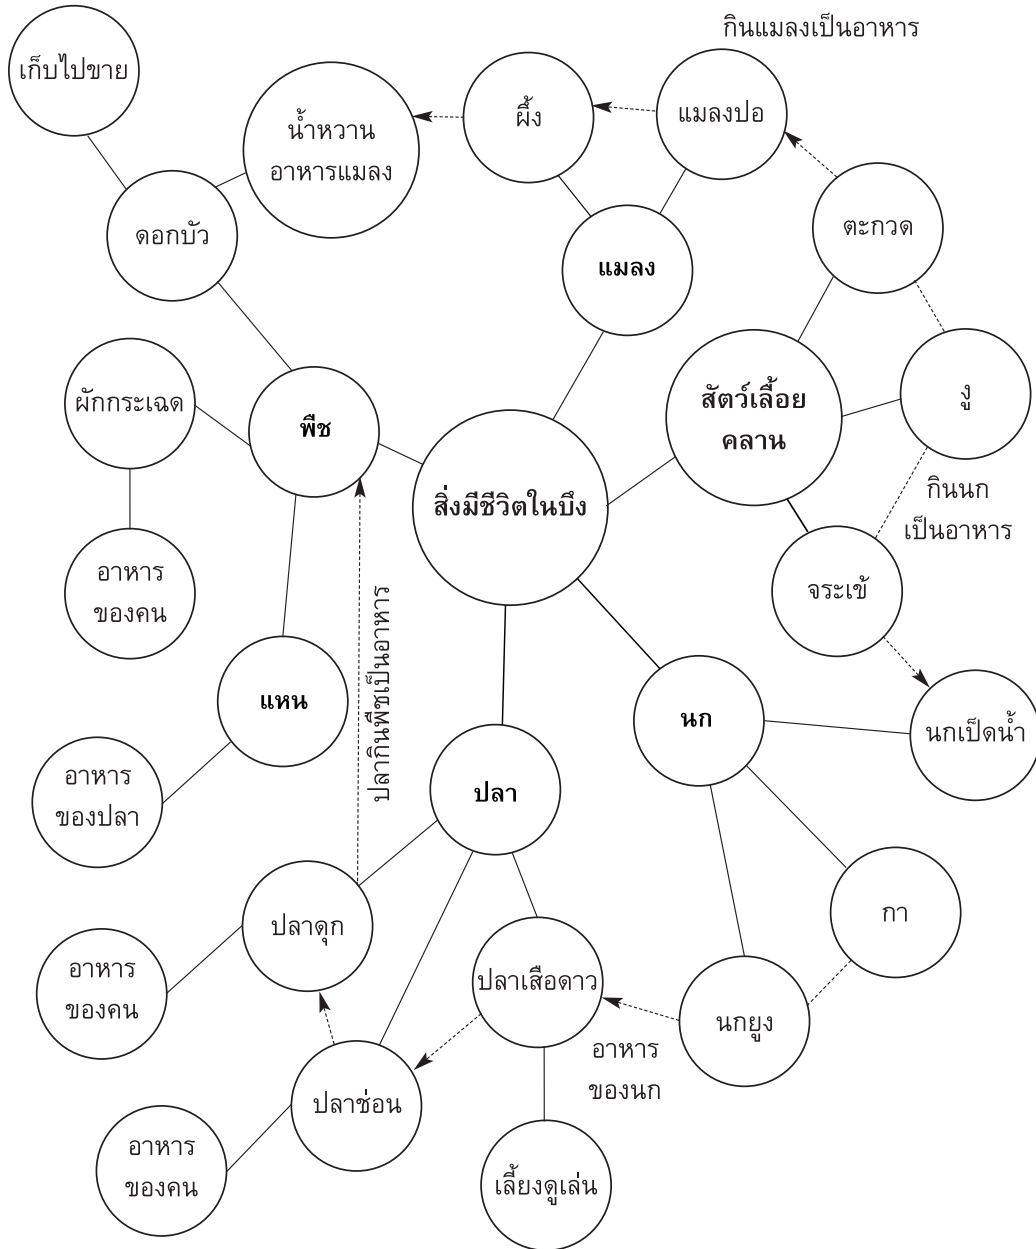 กินแมลงเป็นอาหาร
เก็บไปขาย
น้ำหวาน
อาหารแมลง
ผึ้ง
แมลงปอ
ดอกบัว
แมลง
ตะกวด
ผักกระเฉด
พืช
สัตว์เลื้อย
คลาน
งู
สิ่งมีชีวิตในบึง
กินนก
เป็นอาหาร
อาหาร
ของคน
จระเข้
แหน
ปลากินพืชเป็นอาหาร
นก
นกเป็ดน้ำ
อาหาร
ของปลา
ปลา
ปลาดุก
กา
อาหาร
ของคน
ปลาเสือดาว
นกยูง
อาหาร
ของนก
ปลาช่อน
อาหาร
ของคน
เลี้ยงดูเล่น